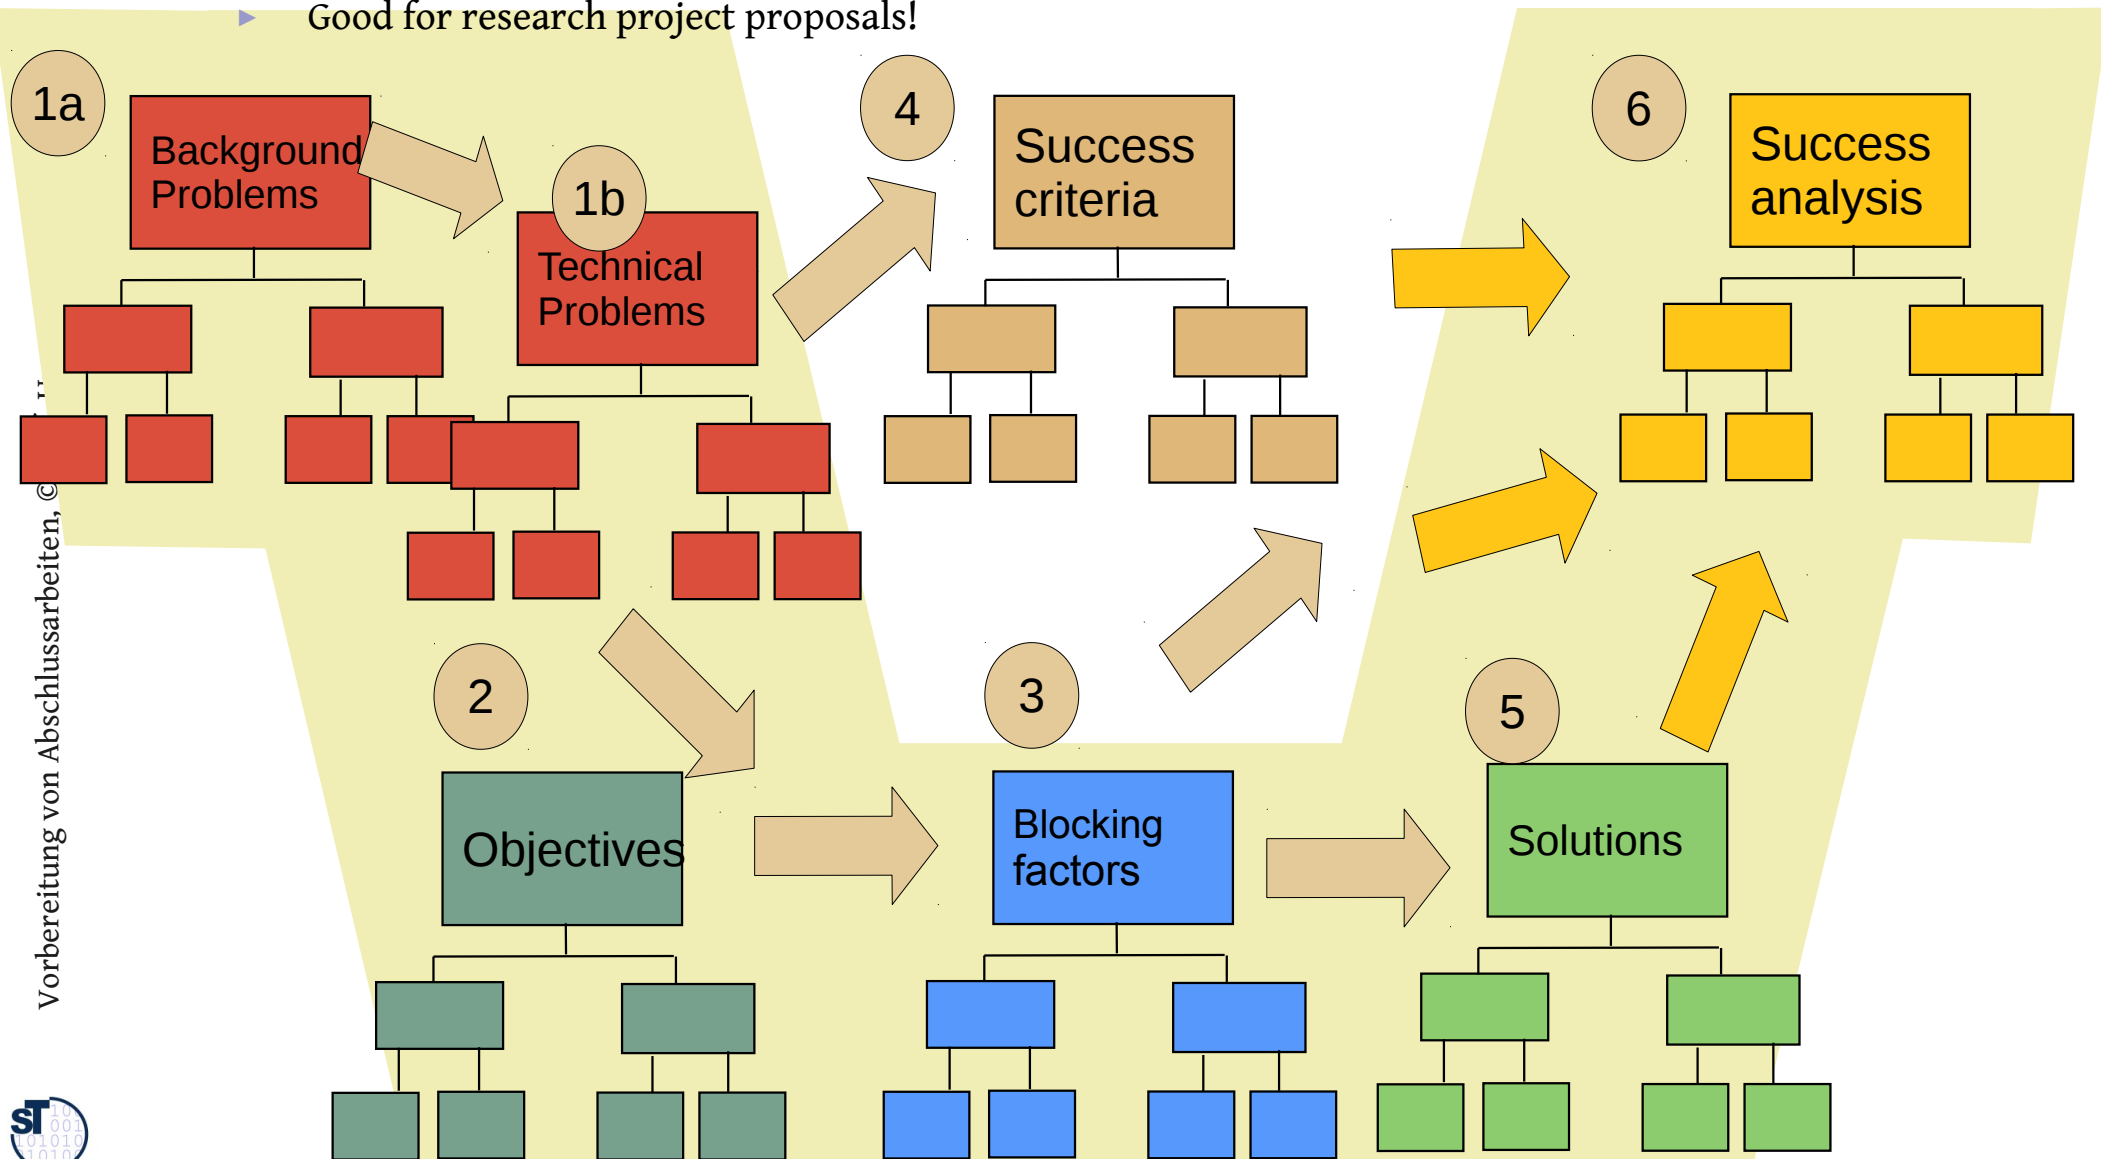 ► Good for research project proposals!
1a
Background
Problems
1b
Technical
Problems
4
Success
criteria
6
Success
analysis
2
Objectives
3
Blocking
factors
5
Solutions
Vorbereitung von Abschlussarbeiten, ©
ST